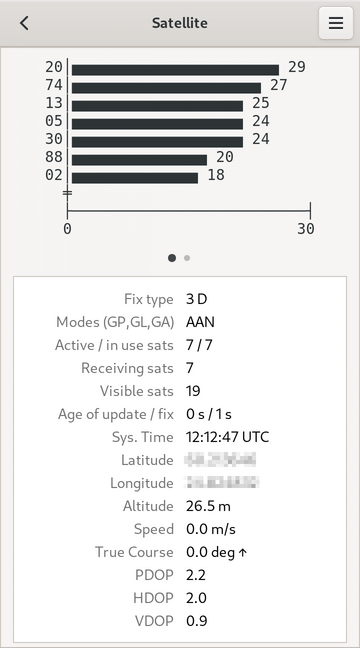 Satellite
20 29
74 27
13 25
05 24
30 24
88 20
02 18
0 30
Fix type 3 D
Modes (GP,GL,GA) AAN
Active / in use sats 7 / 7
Receiving sats 7
Visible sats 19
Age of update / fix 0 s / 1 s
Sys. Time 12:12:47 UTC
Latitude
Longitude
Altitude 26.5 m
Speed 0.0 m/s
True Course 0.0 deg ↑
PDOP 2.2
HDOP 2.0
VDOP 0.9